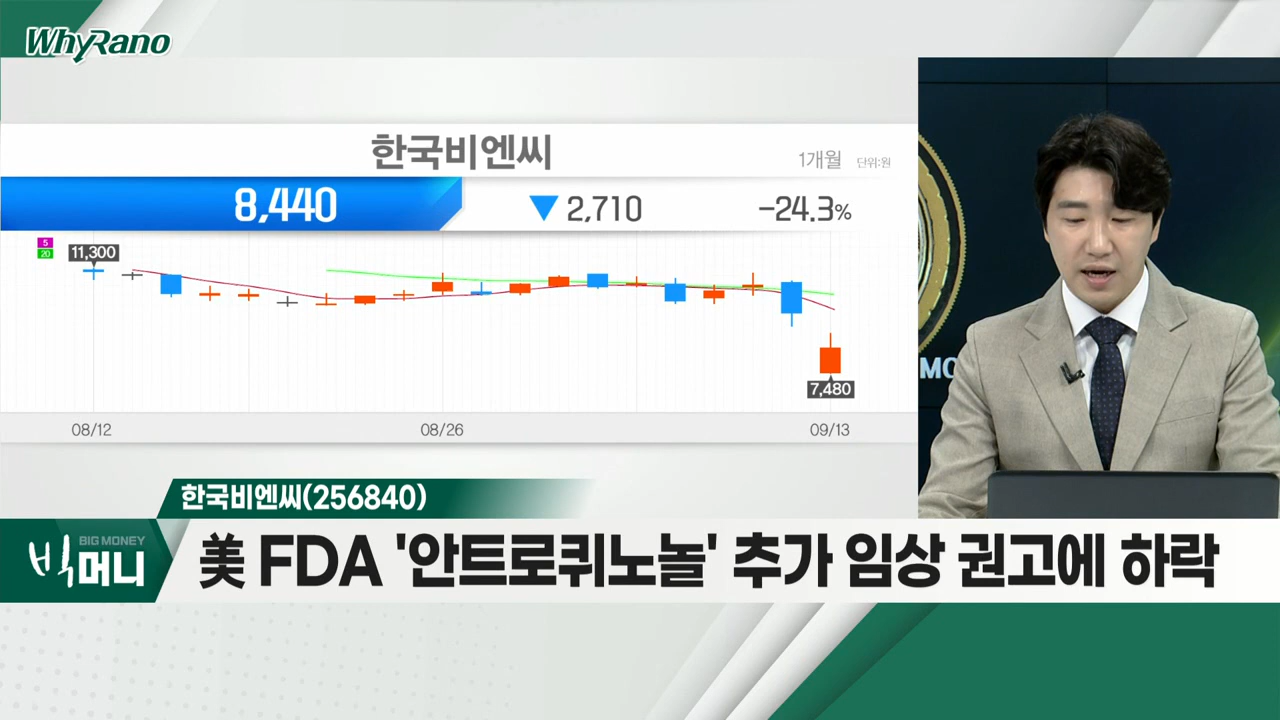 WhyRano
한국비엔씨
1개월 단위:원
8,440 ▼ 2,710 -24.3%
5
20
11,300
7,480
08/12 08/26 09/13
MO
한국비엔씨(256840)
BIG MONEY
빅머니
美 FDA '안트로퀴노놀' 추가 임상 권고에 하락